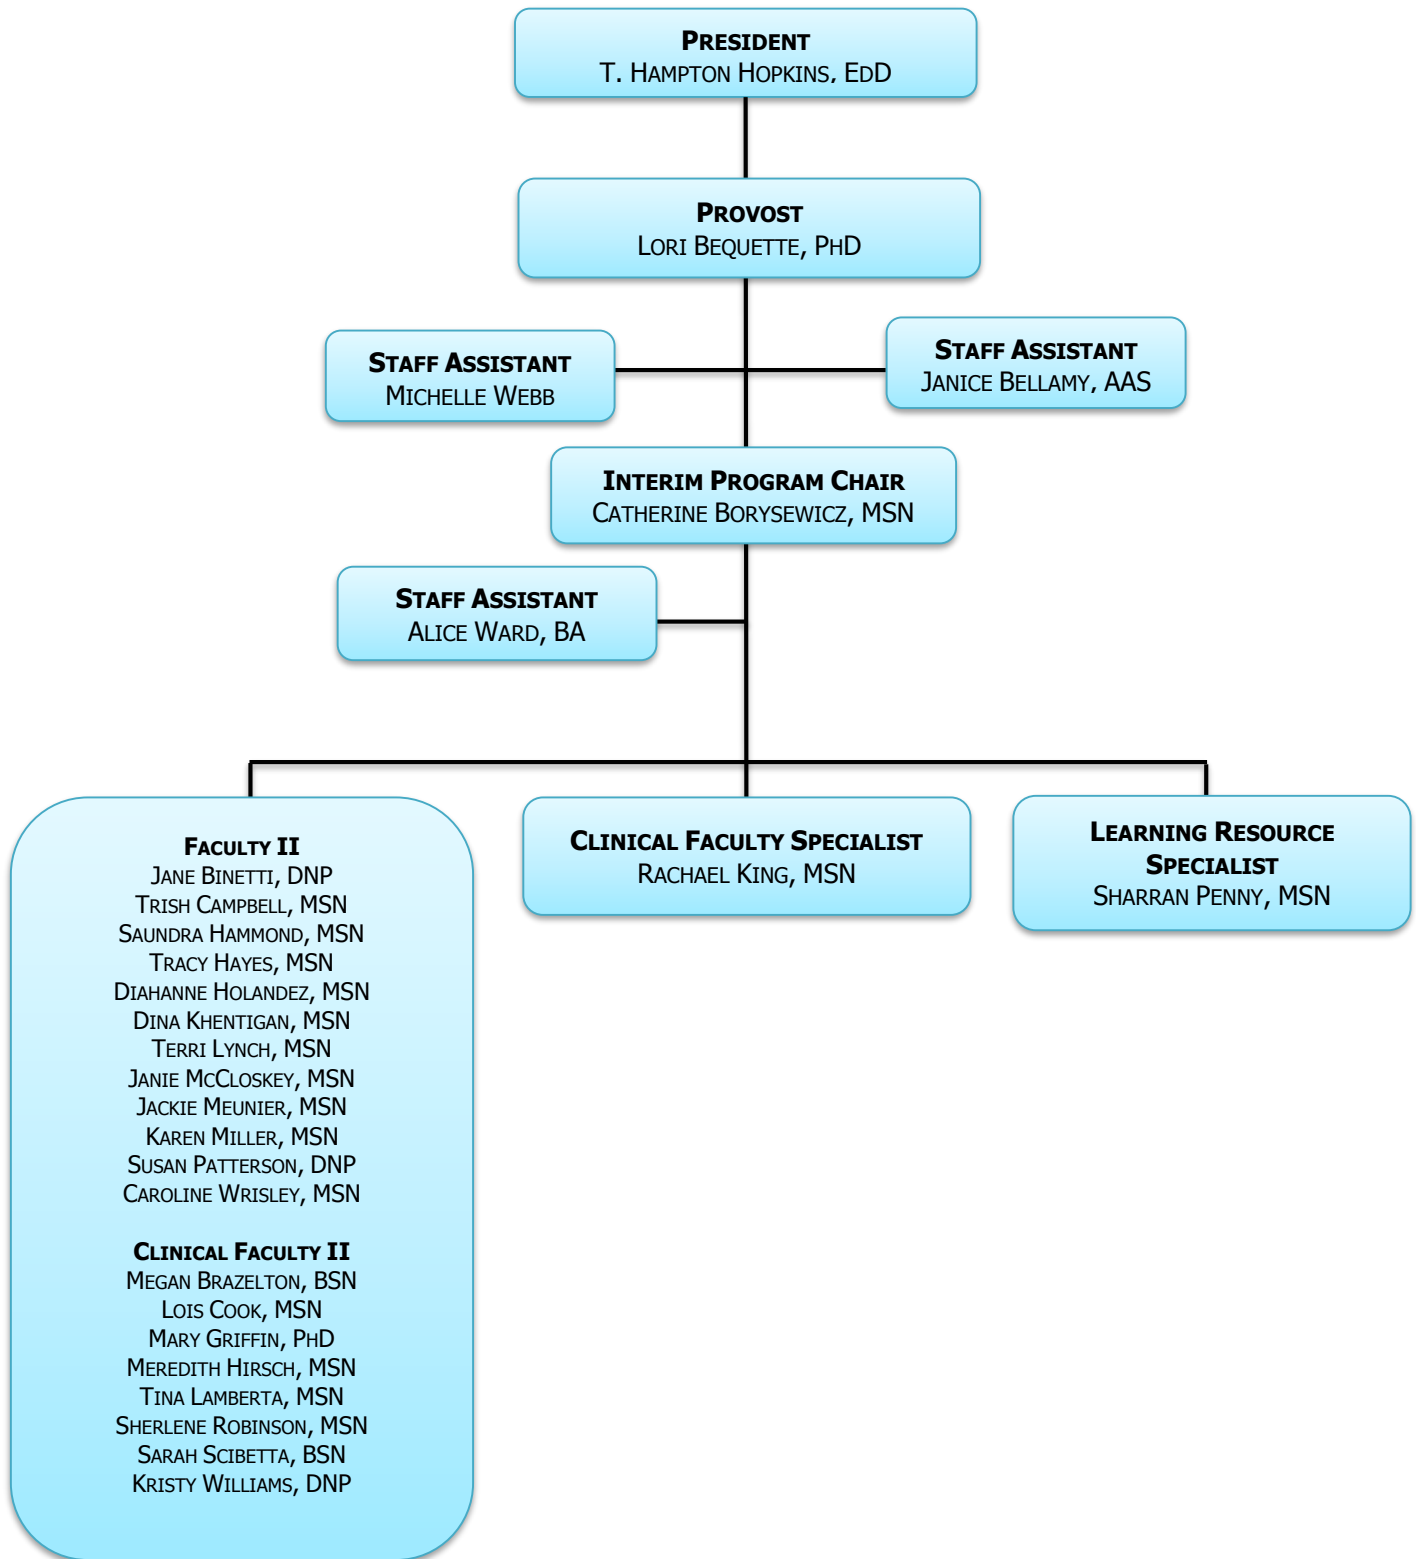 PRESIDENT
T. HAMPTON HOPKINS, EDD
PROVOST
LORI BEQUETTE, PHD
STAFF ASSISTANT
MICHELLE WEBB
STAFF ASSISTANT
JANICE BELLAMY, AAS
INTERIM PROGRAM CHAIR
CATHERINE BORYSEWICZ, MSN
STAFF ASSISTANT
ALICE WARD, BA
FACULTY II
JANE BINETTI, DNP
TRISH CAMPBELL, MSN
SAUNDRA HAMMOND, MSN
TRACY HAYES, MSN
DIAHANNE HOLANDEZ, MSN
DINA KHENTIGAN, MSN
TERRI LYNCH, MSN
JANIE MCCLOSKEY, MSN
JACKIE MEUNIER, MSN
KAREN MILLER, MSN
SUSAN PATTERSON, DNP
CAROLINE WRISLEY, MSN
CLINICAL FACULTY II
MEGAN BRAZELTON, BSN
LOIS COOK, MSN
MARY GRIFFIN, PHD
MEREDITH HIRSCH, MSN
TINA LAMBERTA, MSN
SHERLENE ROBINSON, MSN
SARAH SCIBETTA, BSN
KRISTY WILLIAMS, DNP
CLINICAL FACULTY SPECIALIST
RACHAEL KING, MSN
LEARNING RESOURCE
SPECIALIST
SHARRAN PENNY, MSN